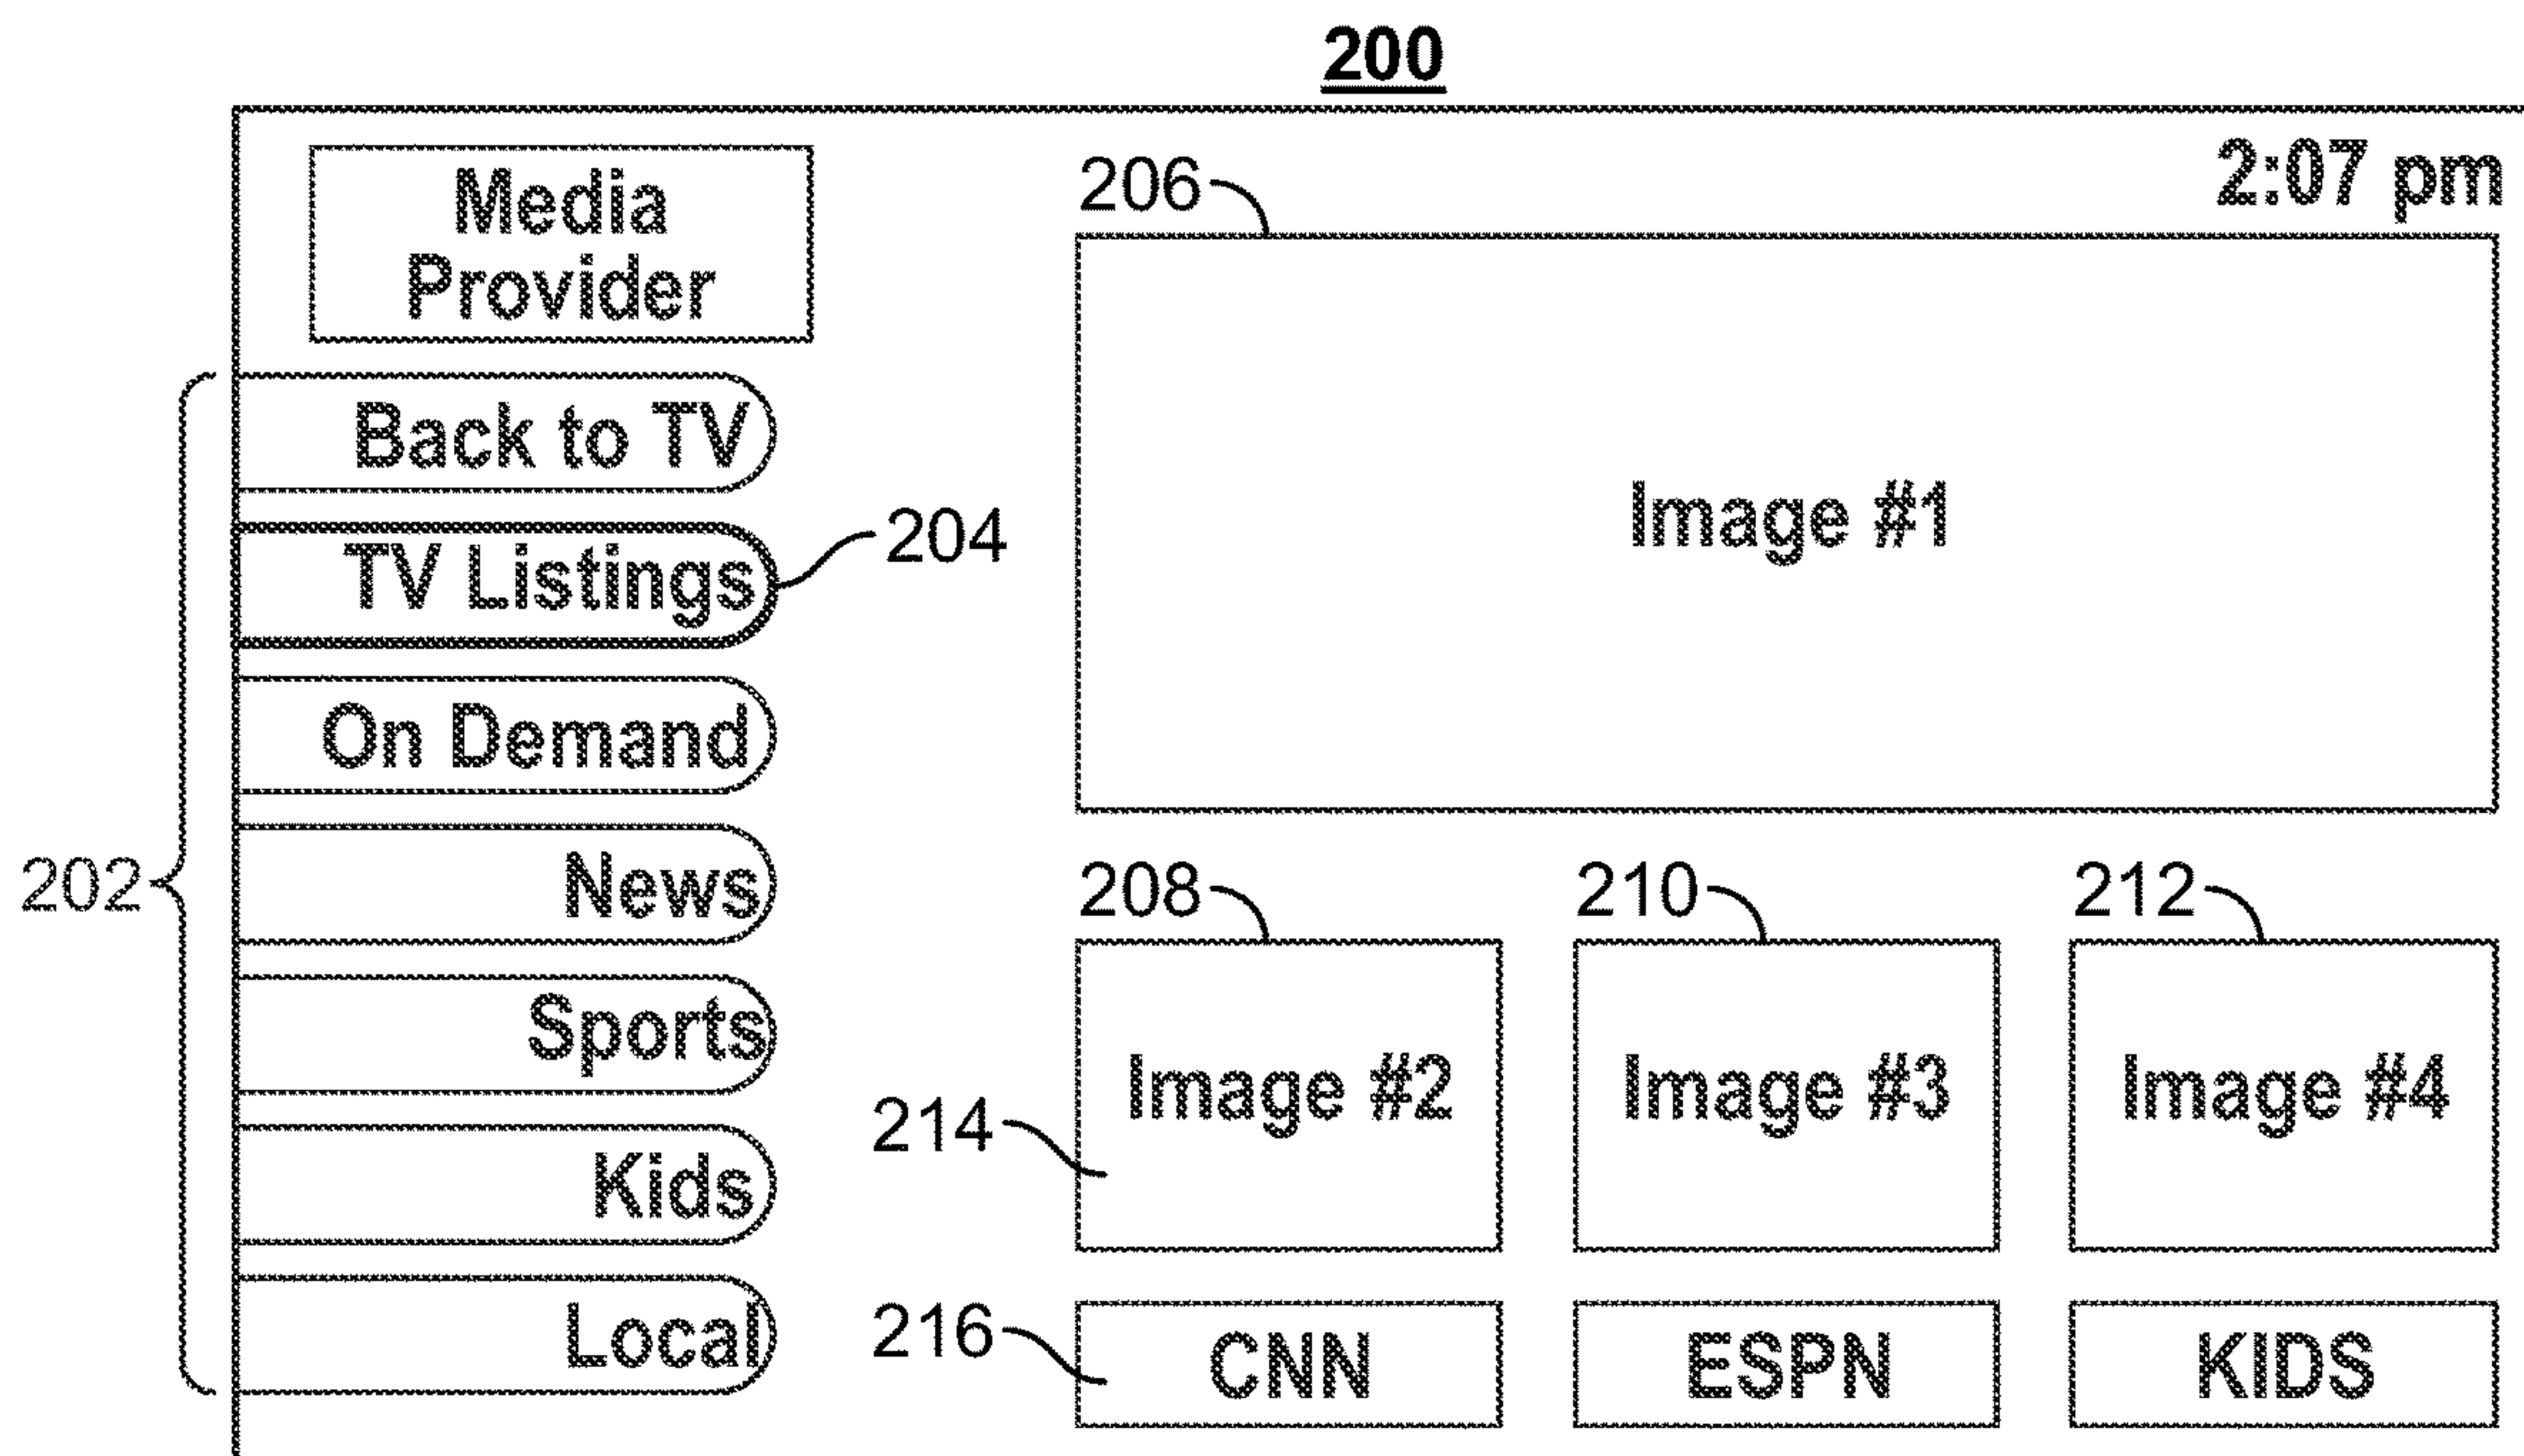 200
2:07 pm
Media
Provider
206
Back to TV
Image #1
204
TV Listings
On Demand
202
News
208
210
212
Sports
Image #2
Image #3
Image #4
214
Kids
216
Local
CNN
ESPN
KIDS